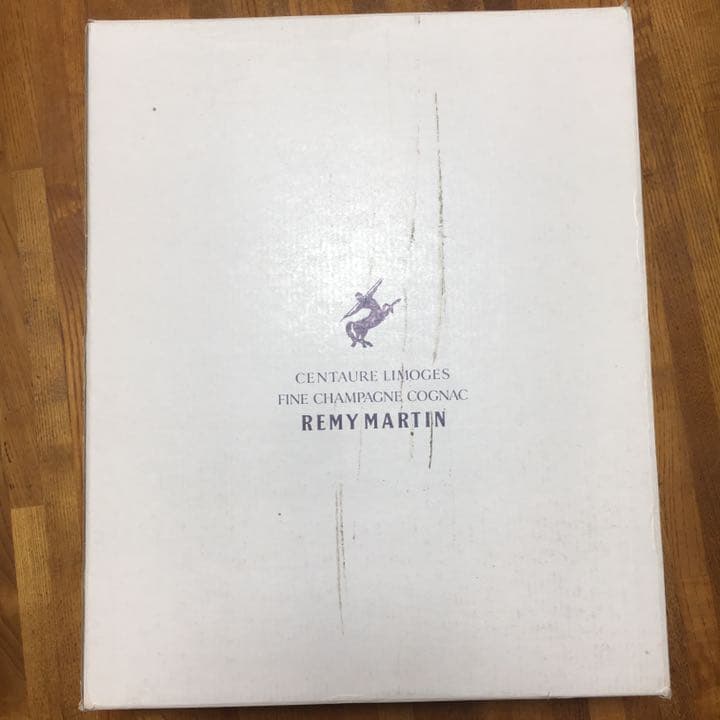 CENTAURE LIMOGES
FINE CHAMPAGNE COGNAC
REMY MARTIN